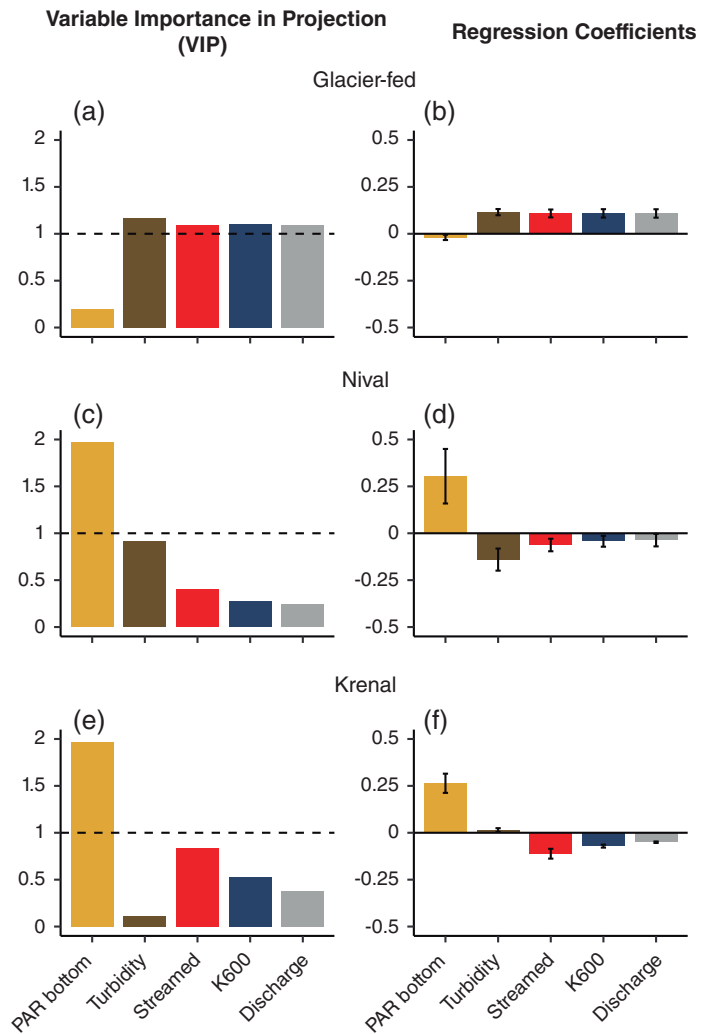 Variable Importance in Projection
(VIP)
Regression Coefficients
Glacier-fed
(a)
2
1.5
1
0.5
0
(b)
0.5
0.25
0
-0.25
-0.5
Nival
(c)
2
1.5
1
0.5
0
(d)
0.5
0.25
0
-0.25
-0.5
Krenal
(e)
2
1.5
1
0.5
0
(f)
0.5
0.25
0
-0.25
-0.5
PAR bottom
Turbidity
Streamed
K600
Discharge
PAR bottom
Turbidity
Streamed
K600
Discharge